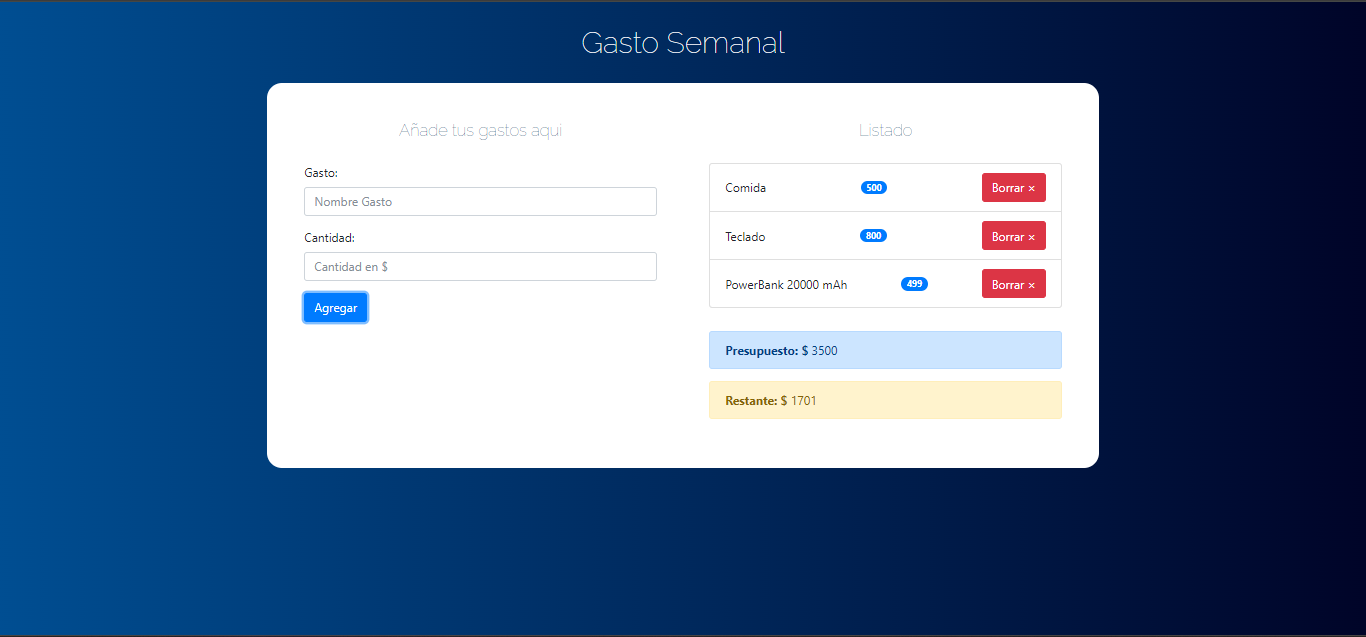 Gasto Semanal
Añade tus gastos aqui
Gasto:
Nombre Gasto
Cantidad:
Cantidad en $
Agregar
Listado
Comida 500 Borrar ×
Teclado 800 Borrar ×
PowerBank 20000 mAh 499 Borrar ×
Presupuesto: $ 3500
Restante: $ 1701